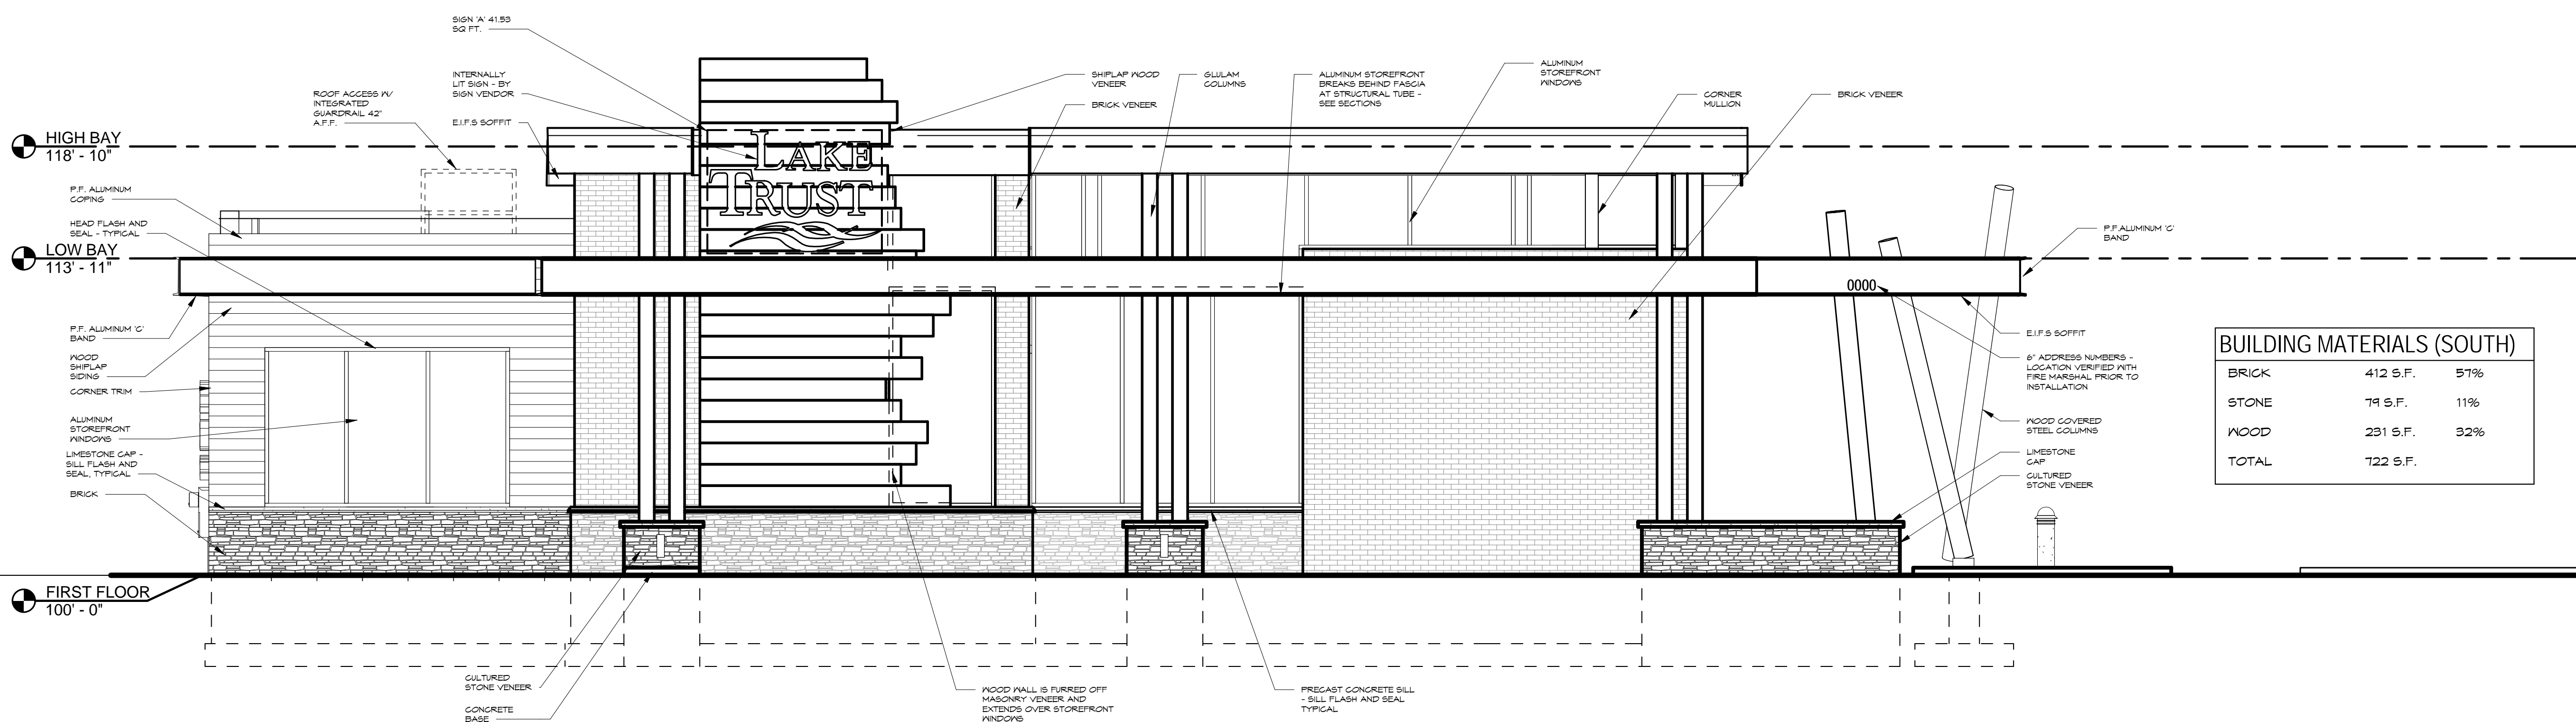 SIGN 'A' 41.53
SQ FT.
INTERNALLY
LIT SIGN - BY
SIGN VENDOR
ROOF ACCESS W/
INTEGRATED
GUARDRAIL 42"
A.F.F.
E.I.F.S SOFFIT
SHIPLAP WOOD
VENEER
BRICK VENEER
GLULAM
COLUMNS
ALUMINUM STOREFRONT
BREAKS BEHIND FASCIA
AT STRUCTURAL TUBE -
SEE SECTIONS
ALUMINUM
STOREFRONT
WINDOWS
CORNER
MULLION
BRICK VENEER
HIGH BAY
118' - 10"
LAKE
TRUST
P.F. ALUMINUM
COPING
HEAD FLASH AND
SEAL - TYPICAL
LOW BAY
113' - 11"
P.F.ALUMINUM 'C'
BAND
0000
P.F. ALUMINUM 'C'
BAND
WOOD
SHIPLAP
SIDING
CORNER TRIM
ALUMINUM
STOREFRONT
WINDOWS
LIMESTONE CAP -
SILL FLASH AND
SEAL, TYPICAL
BRICK
E.I.F.S SOFFIT
6" ADDRESS NUMBERS -
LOCATION VERIFIED WITH
FIRE MARSHAL PRIOR TO
INSTALLATION
WOOD COVERED
STEEL COLUMNS
LIMESTONE
CAP
CULTURED
STONE VENEER
BUILDING MATERIALS (SOUTH)
BRICK 412 S.F. 57%
STONE 79 S.F. 11%
WOOD 231 S.F. 32%
TOTAL 722 S.F.
FIRST FLOOR
100' - 0"
CULTURED
STONE VENEER
CONCRETE
BASE
WOOD WALL IS FURRED OFF
MASONRY VENEER AND
EXTENDS OVER STOREFRONT
WINDOWS
PRECAST CONCRETE SILL
- SILL FLASH AND SEAL
TYPICAL